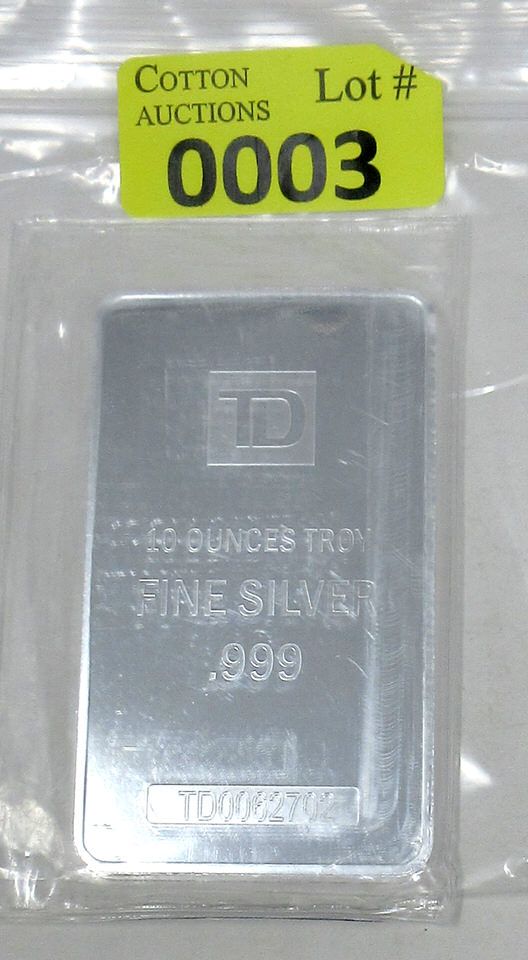 COTTON
AUCTIONS
Lot #
0003
TD
10 OUNCES TROY
FINE SILVER
.999
TD0062702